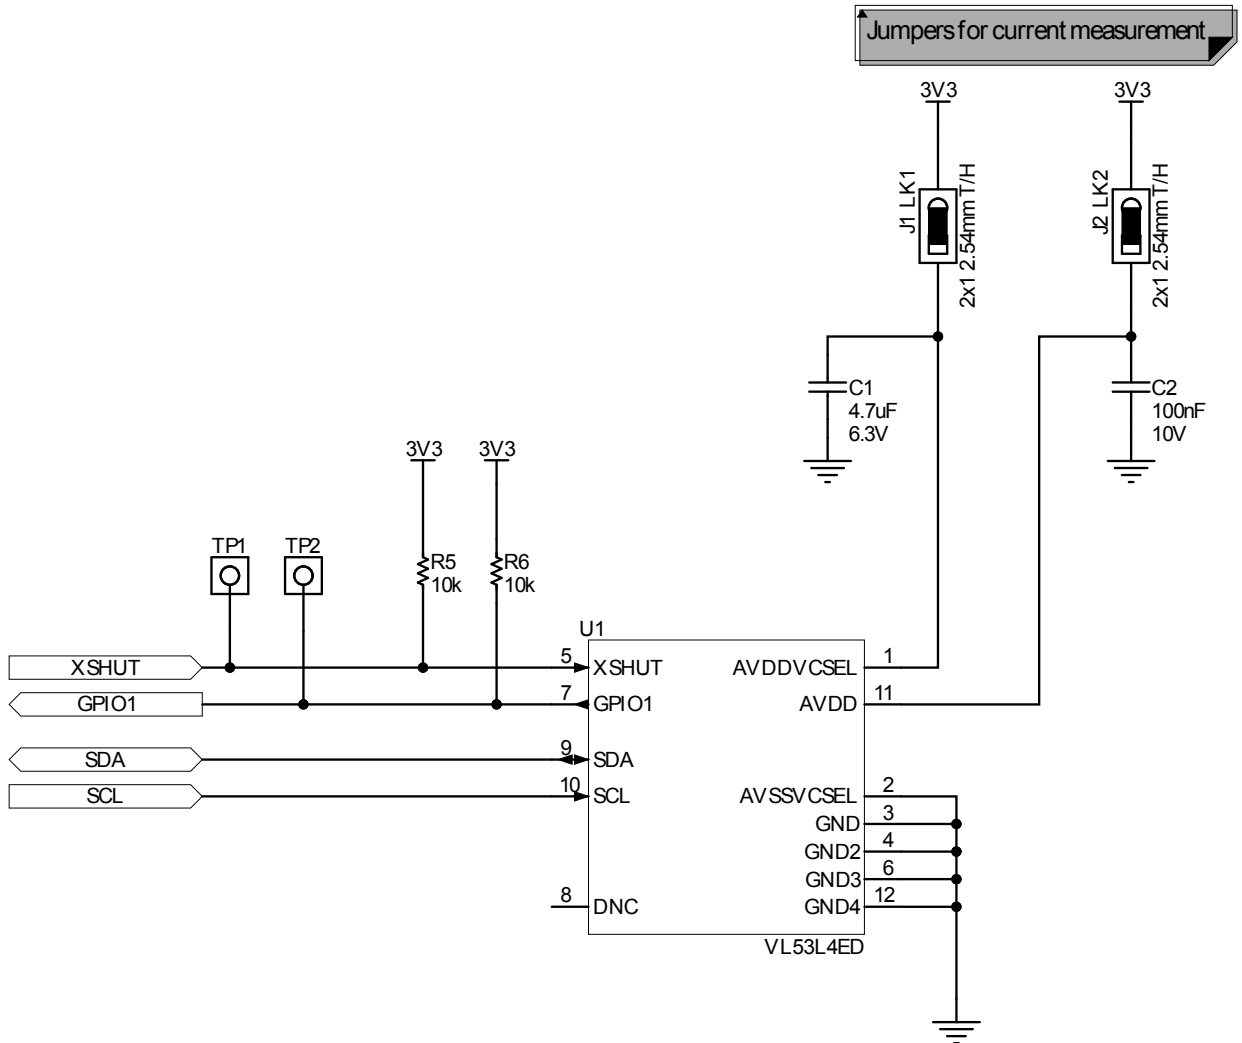 Jumpers for current measurement
3V3 3V3
J1 LK1
2x1 2.54mm T/H
J2 LK2
2x1 2.54mm T/H
C1
4.7uF
6.3V
C2
100nF
10V
3V3 3V3
TP1 TP2
R5
10k
R6
10k
U1
XSHUT 5 XSHUT AVDDVCSEL 1
GPIO1 7 GPIO1 AVDD 11
SDA 9 SDA
SCL 10 SCL AVSSVCSEL 2
GND 3
GND2 4
GND3 6
8 DNC GND4 12
VL53L4ED